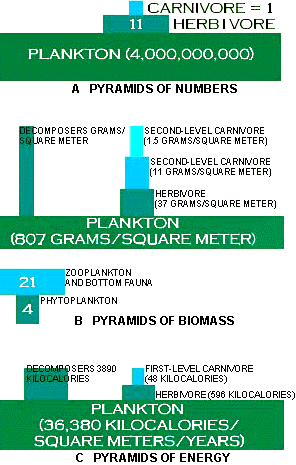 CARNIVORE = 1
11 HERBIVORE
PLANKTON (4,000,000,000)
A PYRAMIDS OF NUMBERS
DECOMPOSERS GRAMS/
SQUARE METER
SECOND-LEVEL CARNIVORE
(1.5 GRAMS/SQUARE METER)
SECOND-LEVEL CARNIVORE
(11 GRAMS/SQUARE METER)
HERBIVORE
(37 GRAMS/SQUARE METER)
PLANKTON
(807 GRAMS/SQUARE METER)
21
ZOOPLANKTON
AND BOTTOM FAUNA
4
PHYTOPLANKTON
B PYRAMIDS OF BIOMASS
DECOMPOSERS 3890
KILOCALORIES
FIRST-LEVEL CARNIVORE
(48 KILOCALORIES)
HERBIVORE (596 KILOCALORIES)
PLANKTON
(36,380 KILOCALORIES/
SQUARE METERS/YEARS)
C PYRAMIDS OF ENERGY